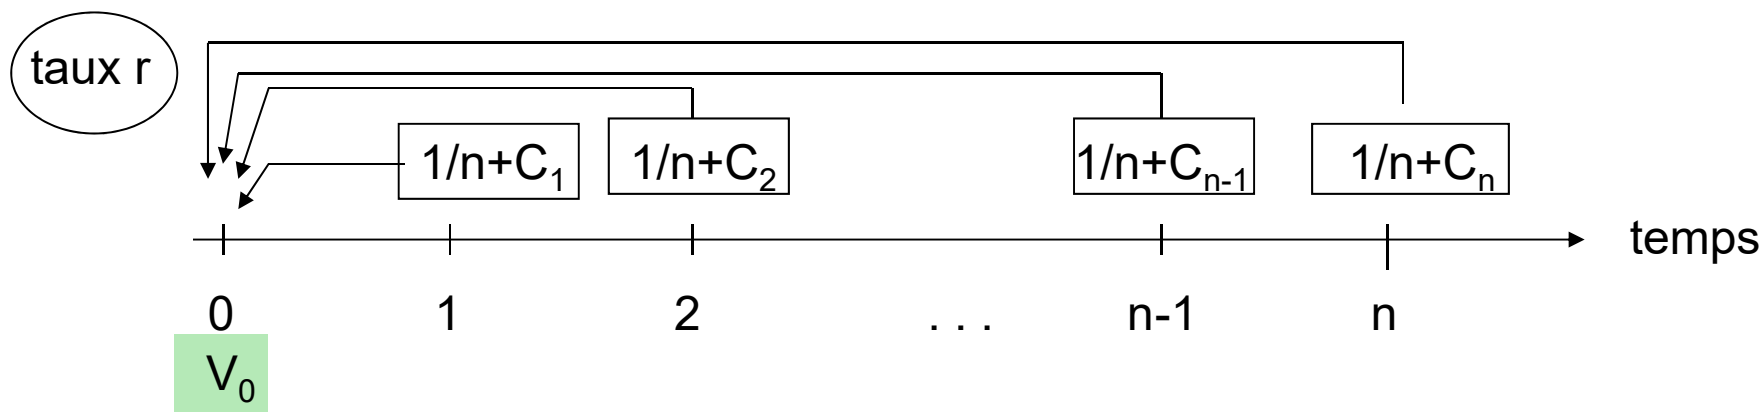 taux r
1/n+C₁ 1/n+C₂ 1/n+Cₙ₋₁ 1/n+Cₙ
temps
0 1 2 . . . n-1 n
V₀